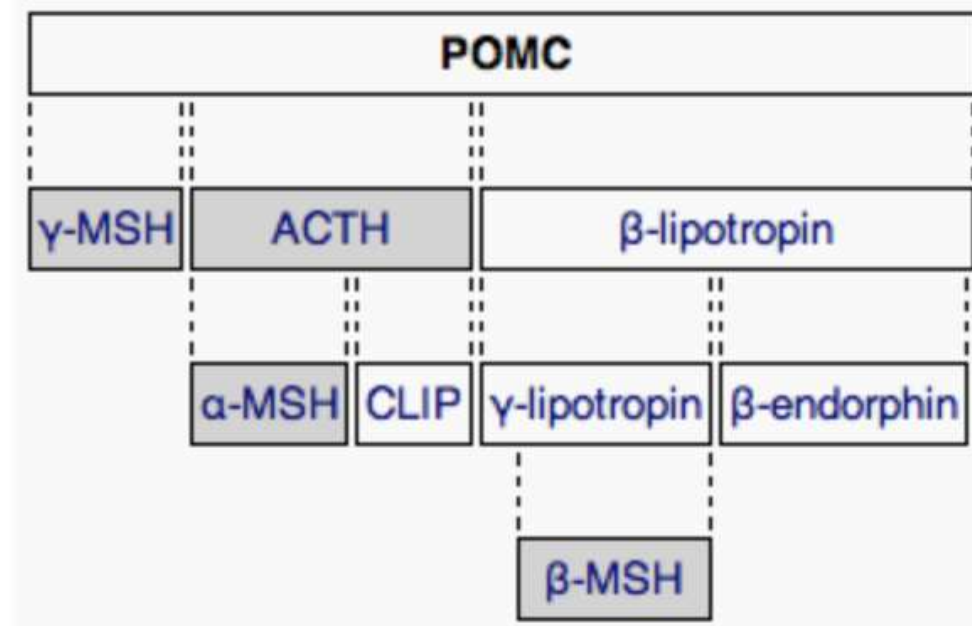 POMC
γ-MSH ACTH β-lipotropin
α-MSH CLIP γ-lipotropin β-endorphin
β-MSH